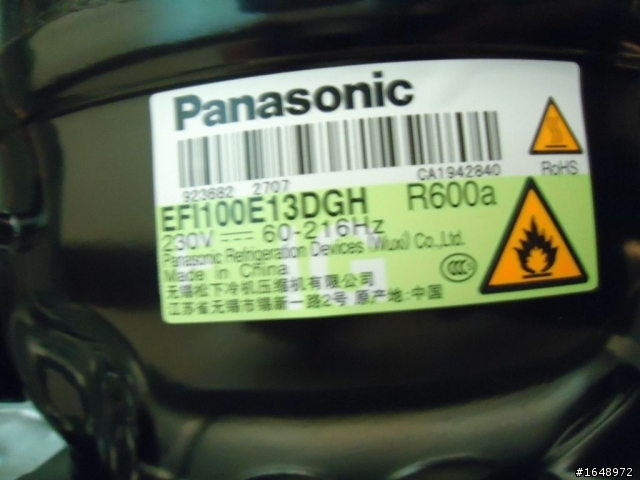 Panasonic
923682 2707 CA1942840
RoHS
EFI100E13DGH R600a
230V ⎓ 60-216Hz
Panasonic Refrigeration Devices (Wuxi) Co.,Ltd.
Made in China
无锡松下冷机压缩机有限公司
江苏省无锡市锡新一路2号 原产地:中国
CCC
#1648972